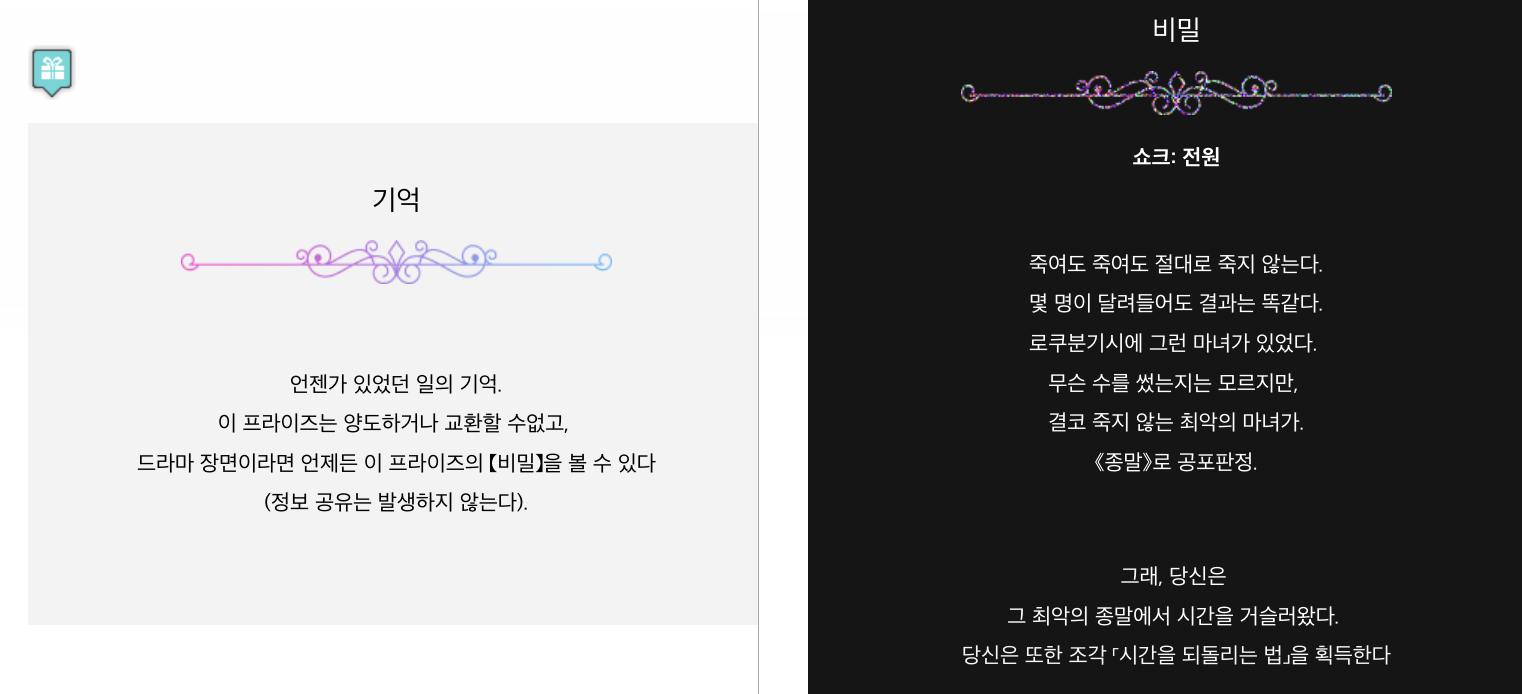 기억
언젠가 있었던 일의 기억.
이 프라이즈는 양도하거나 교환할 수없고,
드라마 장면이라면 언제든 이 프라이즈의【비밀】을 볼 수 있다
(정보 공유는 발생하지 않는다).
비밀
쇼크: 전원
죽여도 죽여도 절대로 죽지 않는다.
몇 명이 달려들어도 결과는 똑같다.
로쿠분기시에 그런 마녀가 있었다.
무슨 수를 썼는지는 모르지만,
결코 죽지 않는 최악의 마녀가.
《종말》로 공포판정.
그래, 당신은
그 최악의 종말에서 시간을 거슬러왔다.
당신은 또한 조각 「시간을 되돌리는 법」을 획득한다